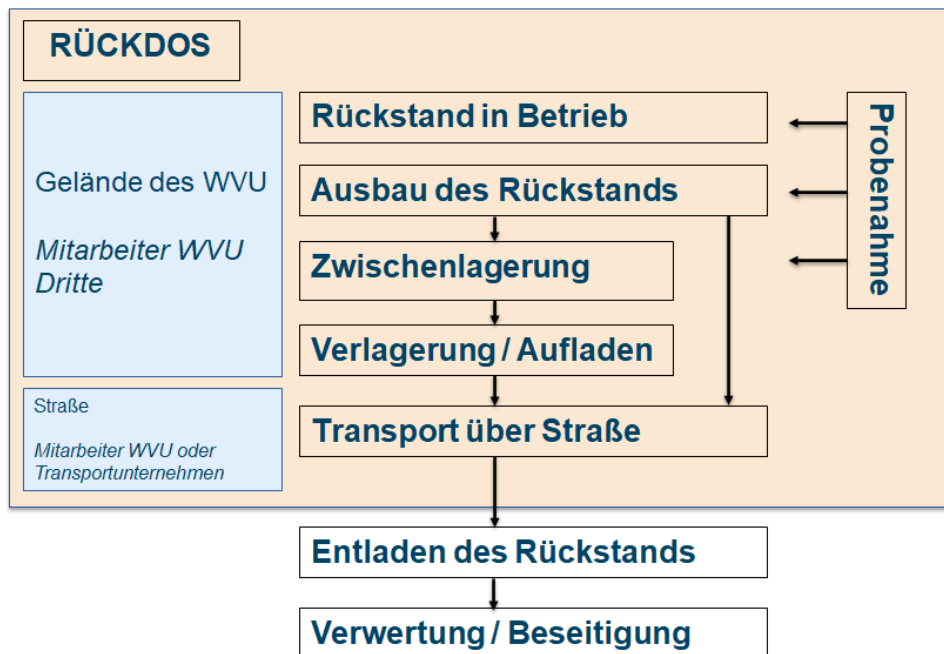 RÜCKDOS
Gelände des WVU
Mitarbeiter WVU
Dritte
Straße
Mitarbeiter WVU oder
Transportunternehmen
Rückstand in Betrieb
Ausbau des Rückstands
Zwischenlagerung
Verlagerung / Aufladen
Transport über Straße
Entladen des Rückstands
Verwertung / Beseitigung
Probenahme